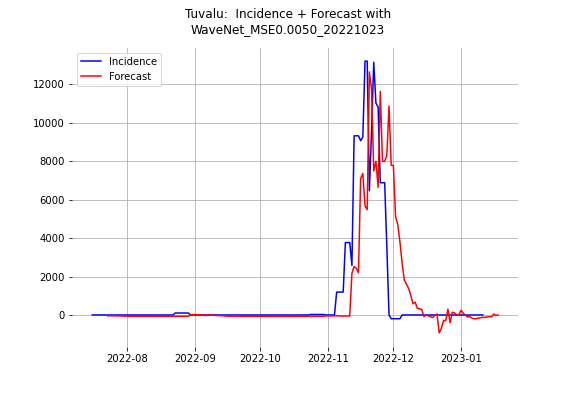 Tuvalu:  Incidence + Forecast with
WaveNet_MSE0.0050_20221023
Incidence
Forecast
12000
10000
8000
6000
4000
2000
0
2022-08 2022-09 2022-10 2022-11 2022-12 2023-01